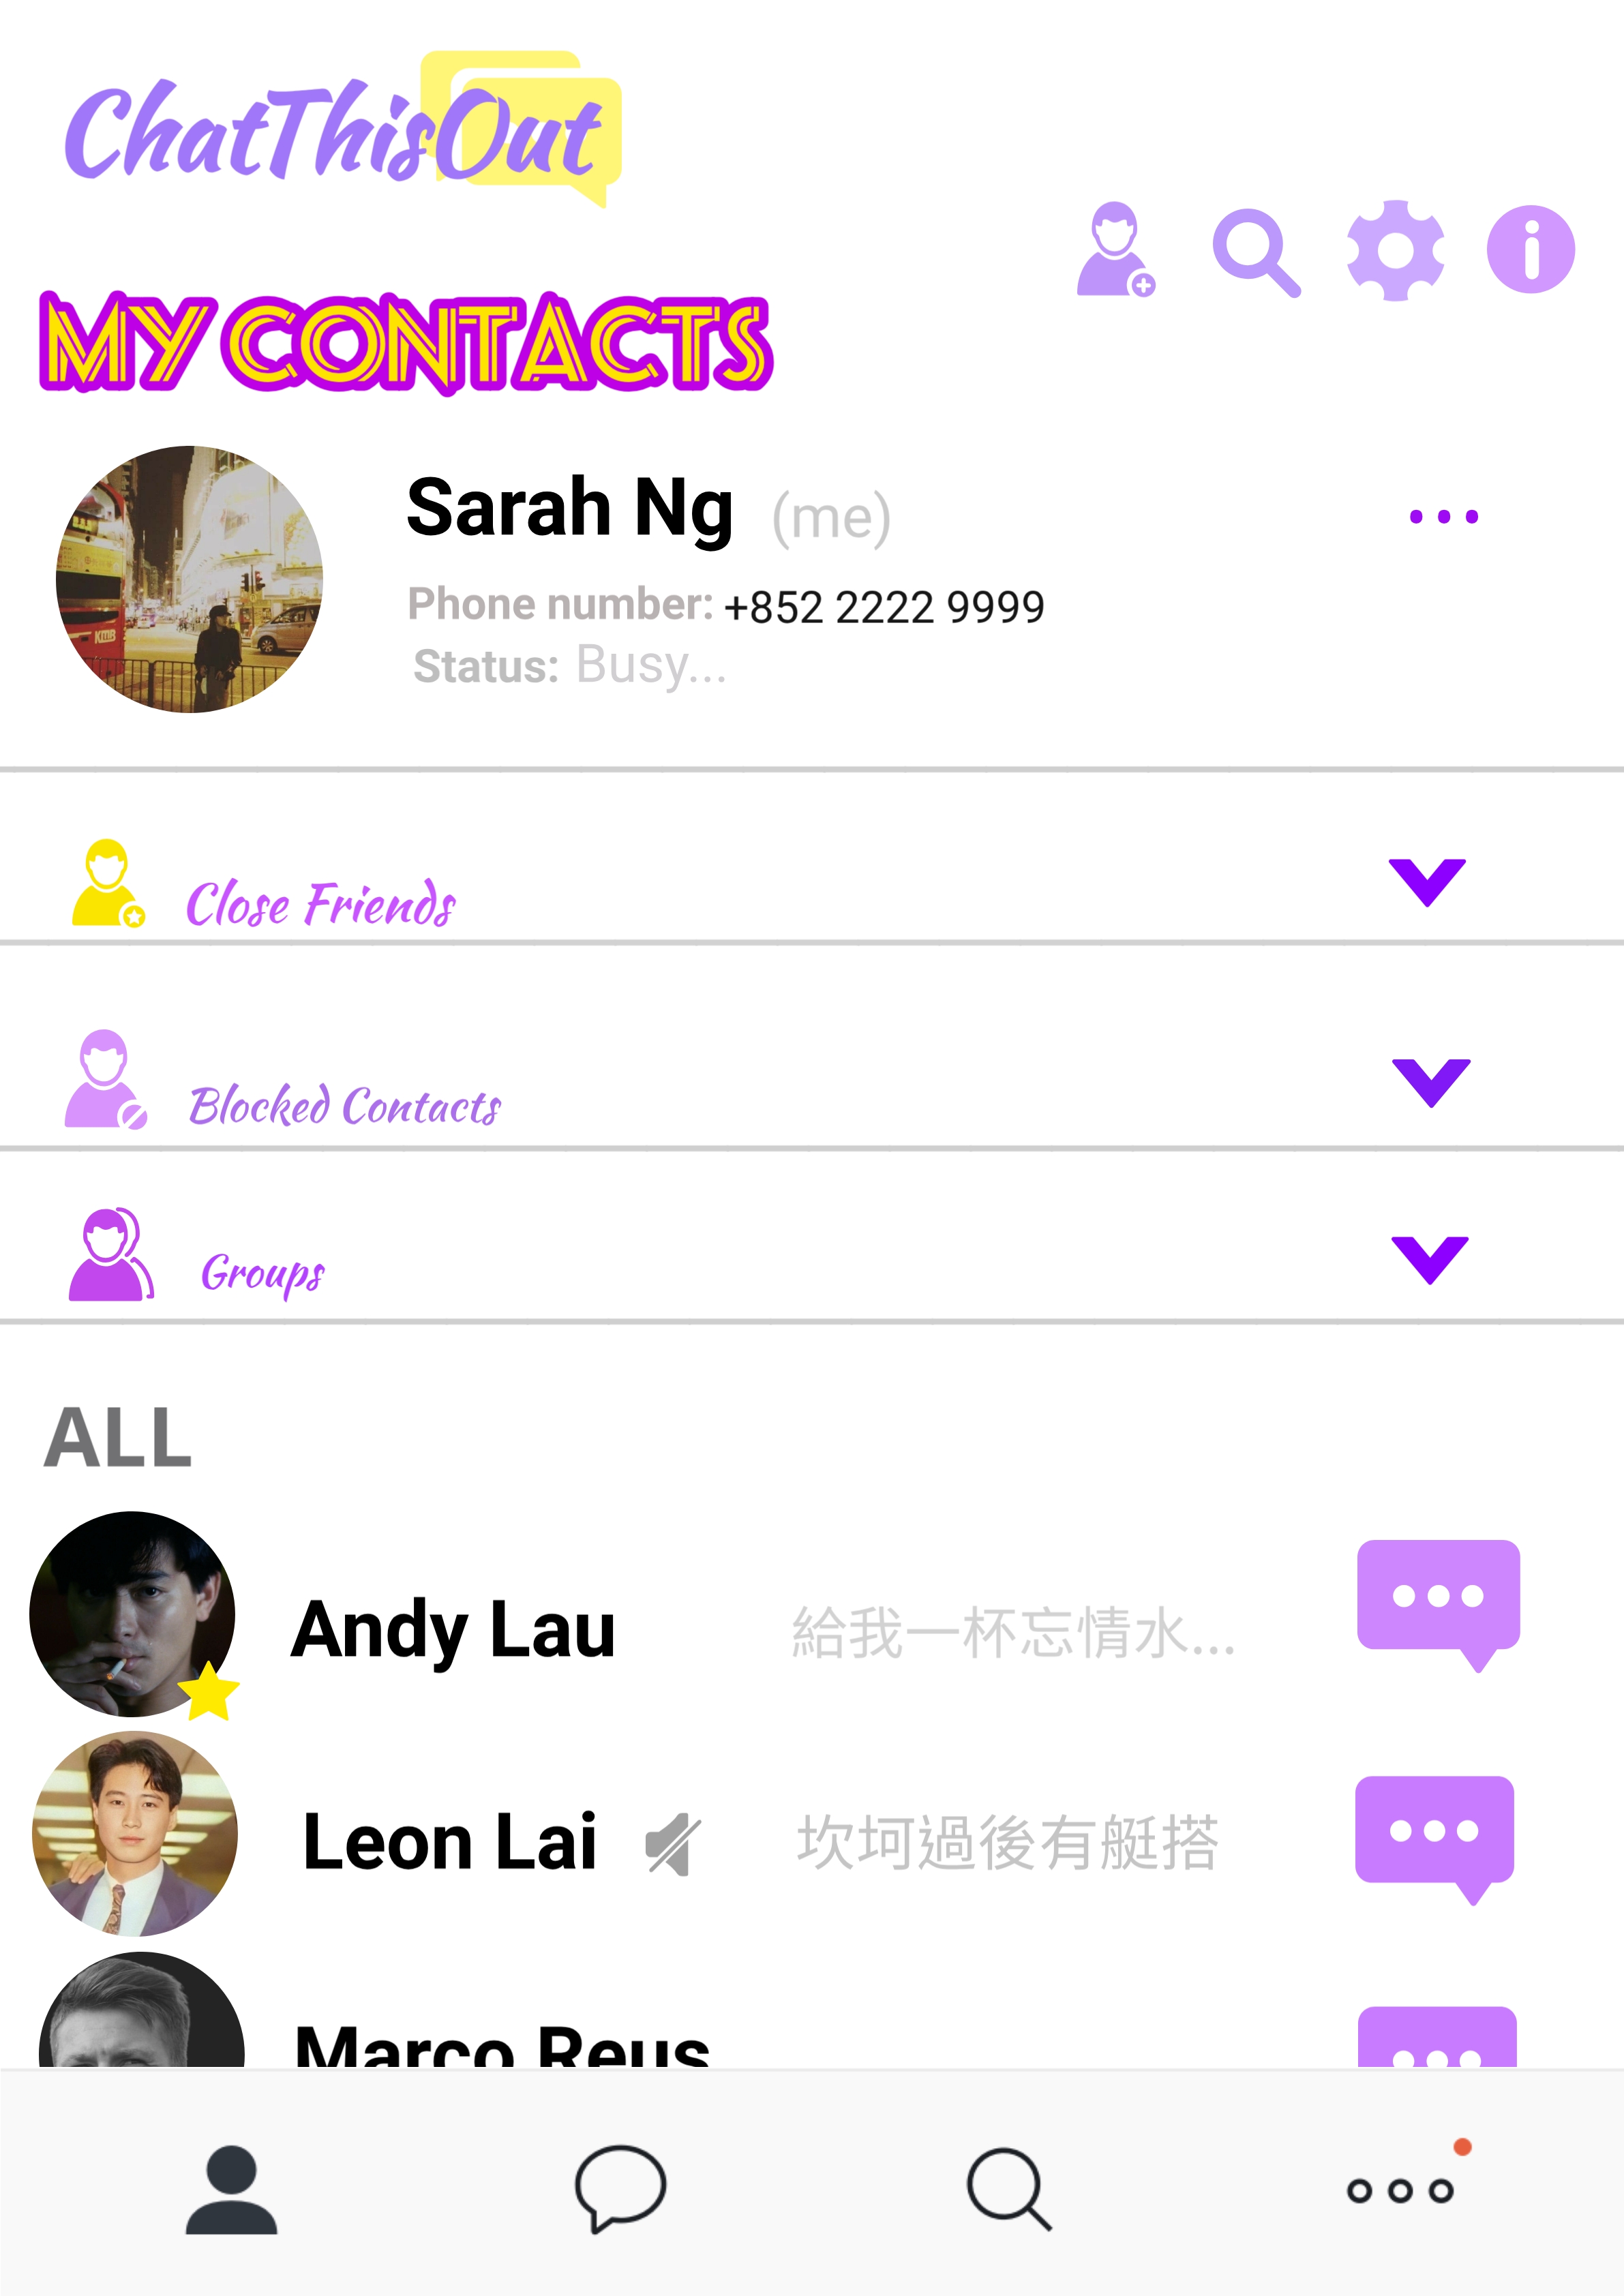 ChatThisOut
MY CONTACTS
Sarah Ng (me)
Phone number: +852 2222 9999
Status: Busy...
KMB
Close Friends
Blocked Contacts
Groups
ALL
Andy Lau 給我一杯忘情水...
Leon Lai 坎坷過後有艇搭
Marco Reus